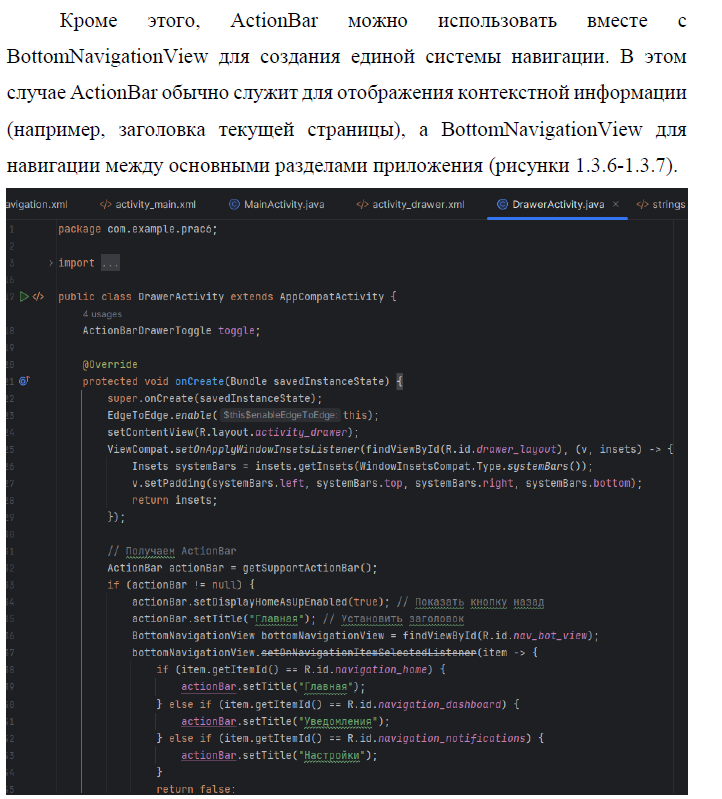 Кроме этого, ActionBar можно использовать вместе с
BottomNavigationView для создания единой системы навигации. В этом
случае ActionBar обычно служит для отображения контекстной информации
(например, заголовка текущей страницы), а BottomNavigationView для
навигации между основными разделами приложения (рисунки 1.3.6-1.3.7).
avigation.xml </> activity_main.xml MainActivity.java </> activity_drawer.xml DrawerActivity.java × </> strings
1 package com.example.prac6;
2
3 > import ...
public class DrawerActivity extends AppCompatActivity {
4 usages
ActionBarDrawerToggle toggle;
@Override
protected void onCreate(Bundle savedInstanceState) {
super.onCreate(savedInstanceState);
EdgeToEdge.enable( $this$enableEdgeToEdge: this);
setContentView(R.layout.activity_drawer);
ViewCompat.setOnApplyWindowInsetsListener(findViewById(R.id.drawer_layout), (v, insets) -> {
Insets systemBars = insets.getInsets(WindowInsetsCompat.Type.systemBars());
v.setPadding(systemBars.left, systemBars.top, systemBars.right, systemBars.bottom);
return insets;
});
// Получаем ActionBar
ActionBar actionBar = getSupportActionBar();
if (actionBar != null) {
actionBar.setDisplayHomeAsUpEnabled(true); // Показать кнопку назад
actionBar.setTitle("Главная"); // Установить заголовок
BottomNavigationView bottomNavigationView = findViewById(R.id.nav_bot_view);
bottomNavigationView.setOnNavigationItemSelectedListener(item -> {
if (item.getItemId() == R.id.navigation_home) {
actionBar.setTitle("Главная");
} else if (item.getItemId() == R.id.navigation_dashboard) {
actionBar.setTitle("Уведомления");
} else if (item.getItemId() == R.id.navigation_notifications) {
actionBar.setTitle("Настройки");
}
return false;